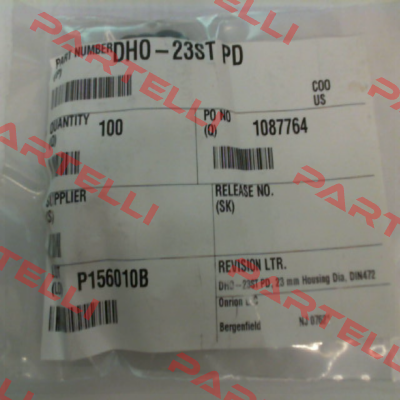 PART NUMBER DHO-23ST PD
(P)
COO
US
QUANTITY 100
PO NO 1087764
(O)
SUPPLIER
RELEASE NO.
(SK)
P156010B
REVISION LTR.
DHO-23ST PD, 23 mm Housing Dia, DIN472
Bergenfield NJ
PARTELLI
PARTELLI
PARTELLI